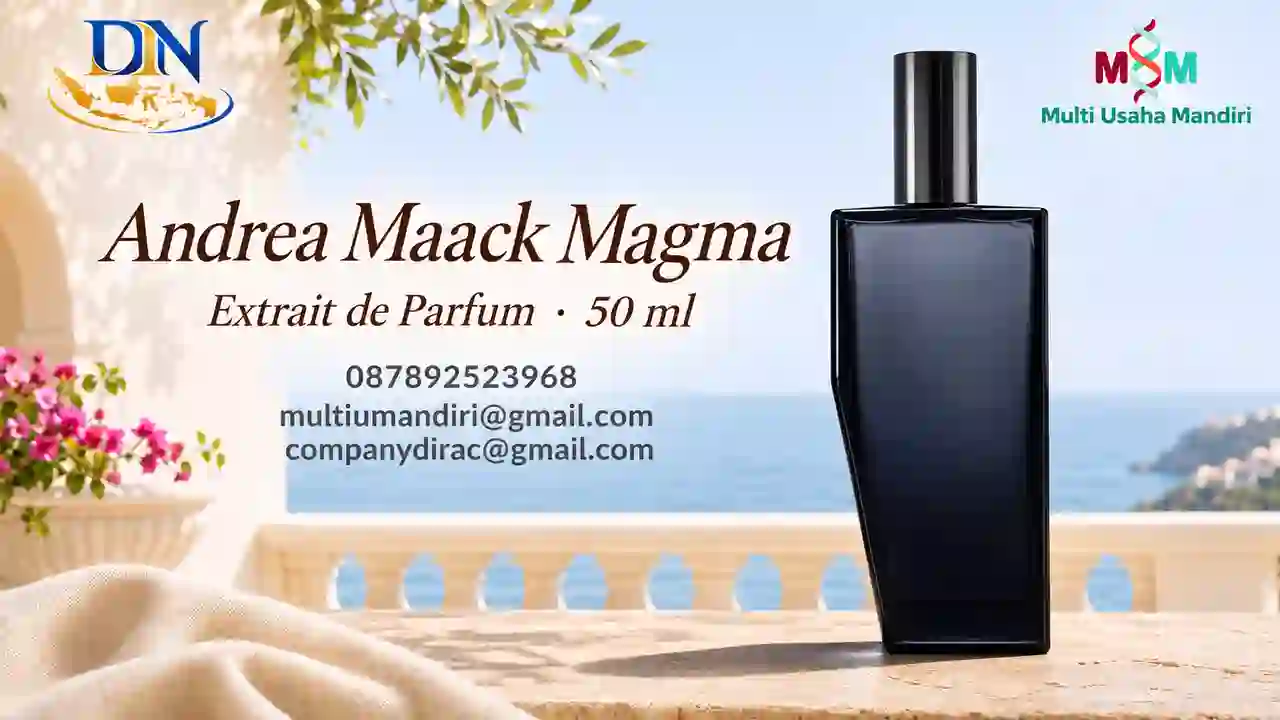 DN
MSM
Multi Usaha Mandiri
Andrea Maack Magma
Extrait de Parfum · 50 ml
087892523968
multiumandiri@gmail.com
companydirac@gmail.com